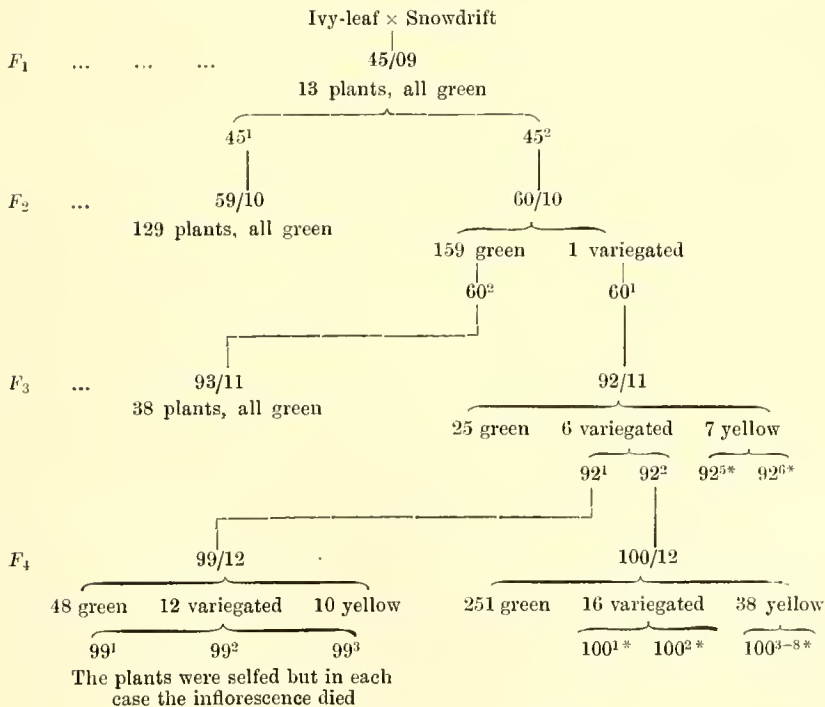 Ivy-leaf × Snowdrift
F₁ ... ... ... 45/09
13 plants, all green
45¹ 45²
F₂ ... 59/10 60/10
129 plants, all green
159 green 1 variegated
60² 60¹
F₃ ... 93/11 92/11
38 plants, all green
25 green 6 variegated 7 yellow
92¹ 92² 92⁵* 92⁶*
F₄ 99/12 100/12
48 green 12 variegated 10 yellow 251 green 16 variegated 38 yellow
99¹ 99² 99³ 100¹* 100²* 100³⁻⁸*
The plants were selfed but in each
case the inflorescence died